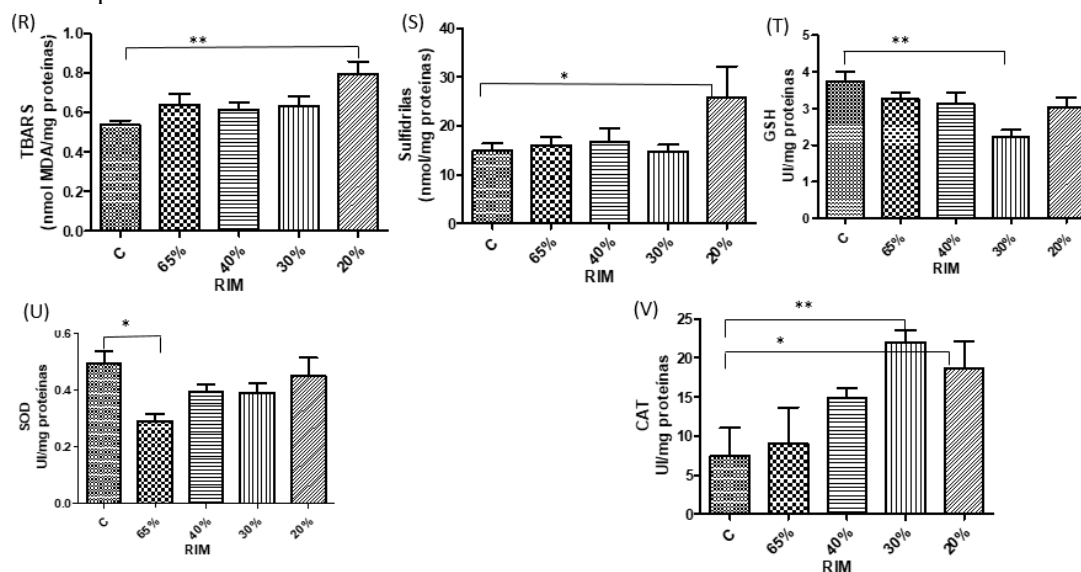 (R)
**
TBARS
(nmol MDA/mg proteínas)
1.0
0.8
0.6
0.4
0.2
0.0
C
65%
40%
30%
20%
RIM
(S)
*
Sulfidrilas
(nmol/mg proteínas)
40
30
20
10
0
C
65%
40%
30%
20%
RIM
(T)
**
GSH
UI/mg proteínas
5
4
3
2
1
0
C
65%
40%
30%
20%
RIM
(U)
*
SOD
UI/mg proteínas
0.6
0.4
0.2
0.0
C
65%
40%
30%
20%
RIM
(V)
**
*
CAT
UI/mg proteínas
25
20
15
10
5
0
C
65%
40%
30%
20%
RIM